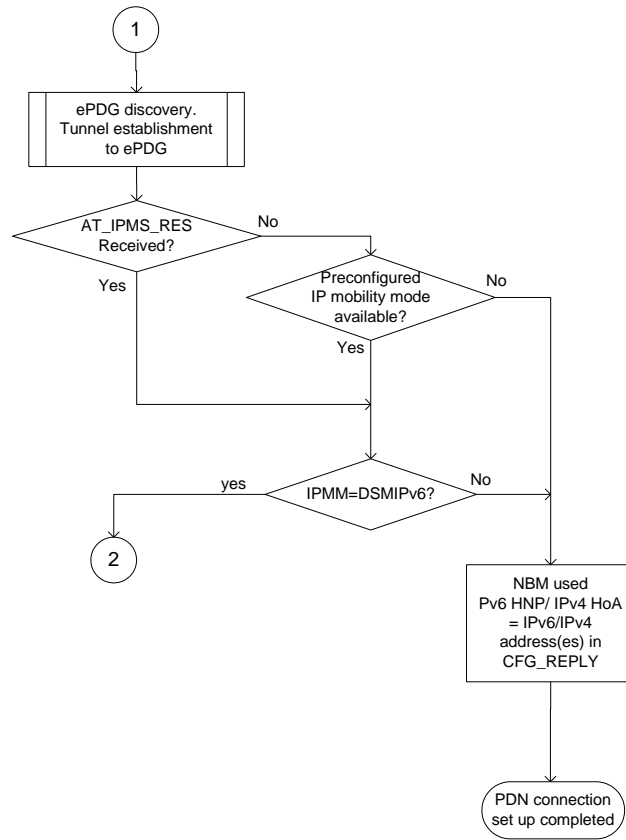 1
ePDG discovery.
Tunnel establishment
to ePDG
AT_IPMS_RES
Received?
No
Yes
Preconfigured
IP mobility mode
available?
No
Yes
IPMM=DSMIPv6?
yes
No
2
NBM used
Pv6 HNP/ IPv4 HoA
= IPv6/IPv4
address(es) in
CFG_REPLY
PDN connection
set up completed